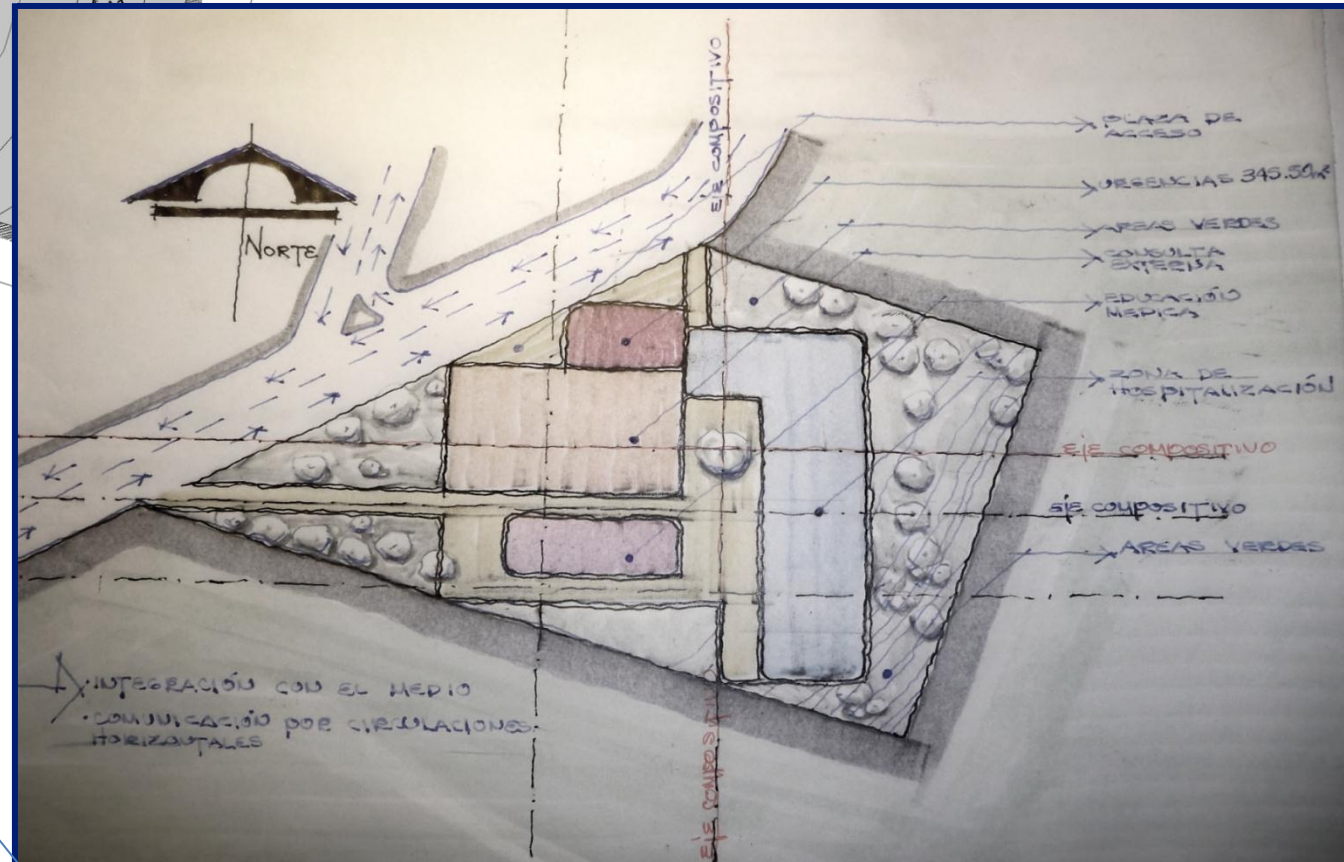 EJE COMPOSITIVO
NORTE
PLAZA DE
ACCESO
URGENCIAS 345.50m²
AREAS VERDES
CONSULTA
EXTERNA
EDUCACIÓN
MEDICA
ZONA DE
HOSPITALIZACIÓN
EJE COMPOSITIVO
EJE COMPOSITIVO
AREAS VERDES
· INTEGRACIÓN CON EL MEDIO
· COMUNICACIÓN POR CIRCULACIONES
HORIZONTALES
EJE COMPOSITIVO